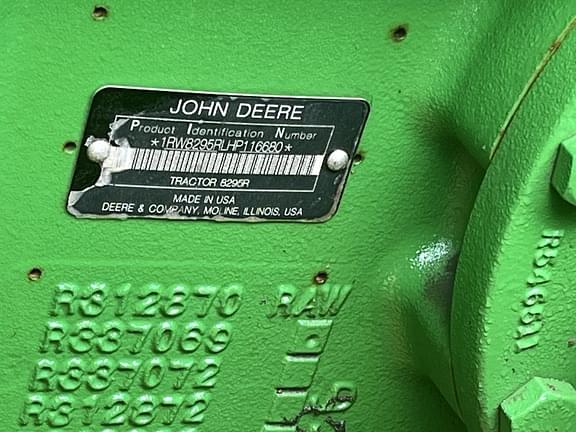 JOHN DEERE
Product Identification Number
*1RW8295RLHP116680*
TRACTOR 8295R
MADE IN USA
DEERE & COMPANY, MOLINE, ILLINOIS, USA
R312870 RAW
R337069
R337072
R312872